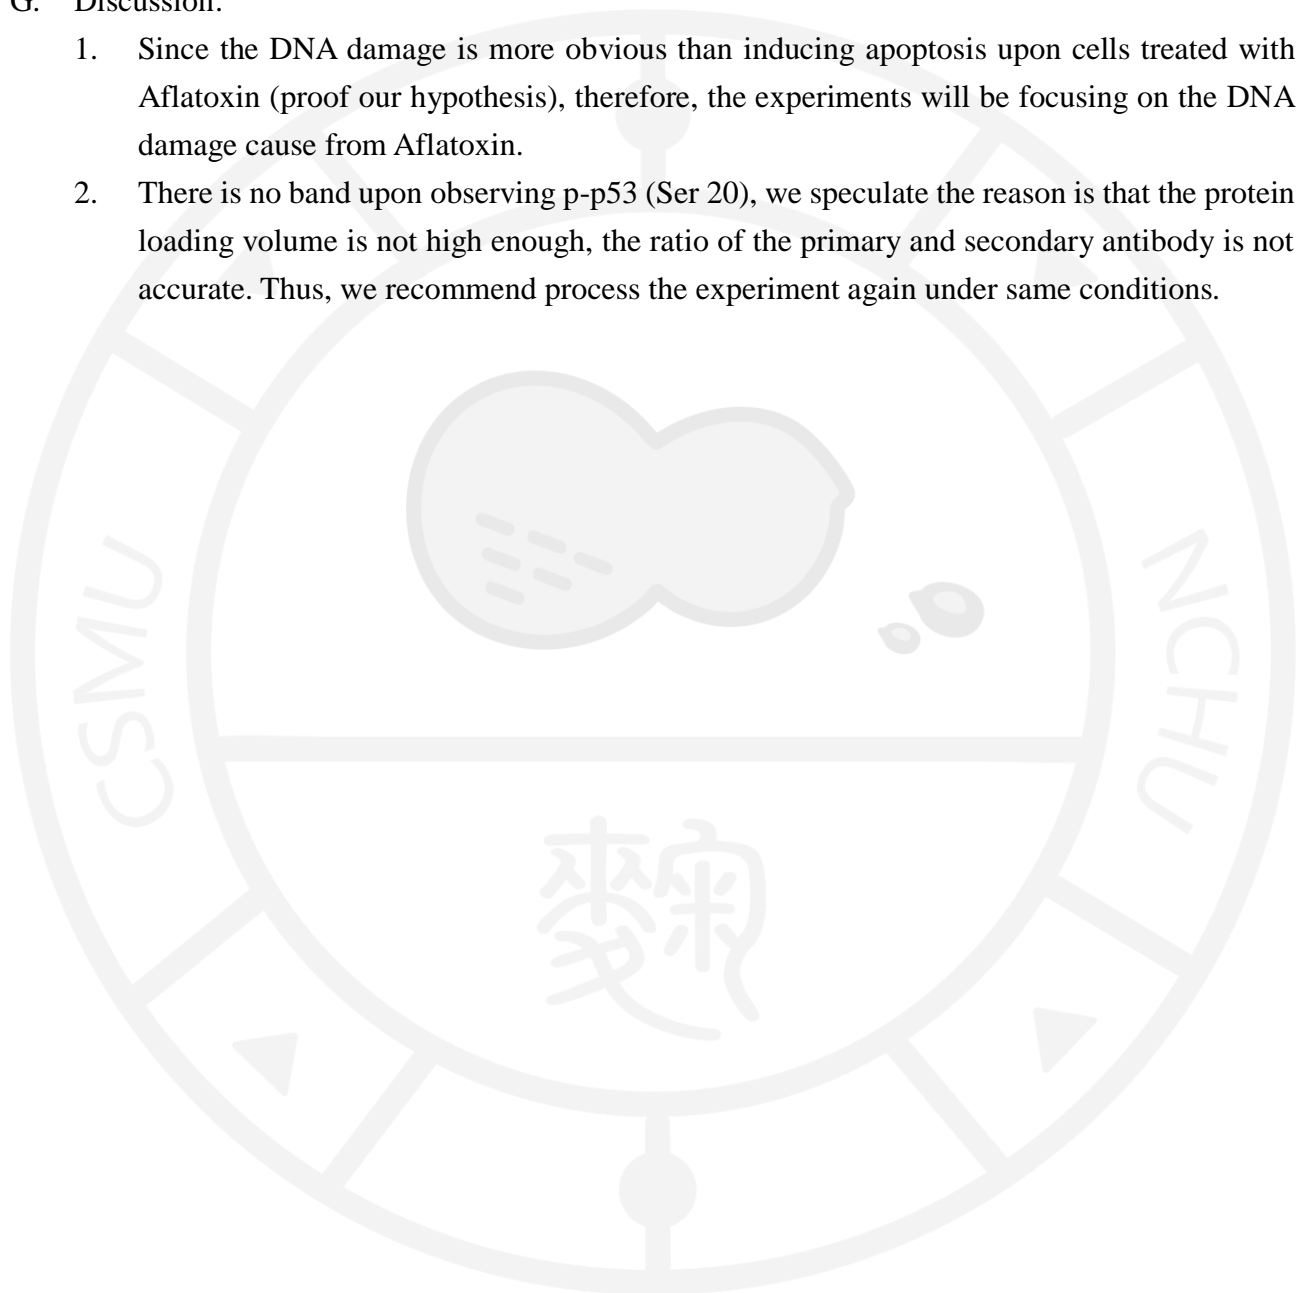 G. Discussion:
1. Since the DNA damage is more obvious than inducing apoptosis upon cells treated with
Aflatoxin (proof our hypothesis), therefore, the experiments will be focusing on the DNA
damage cause from Aflatoxin.
2. There is no band upon observing p-p53 (Ser 20), we speculate the reason is that the protein
loading volume is not high enough, the ratio of the primary and secondary antibody is not
accurate. Thus, we recommend process the experiment again under same conditions.
CSMU
NCHU
麴